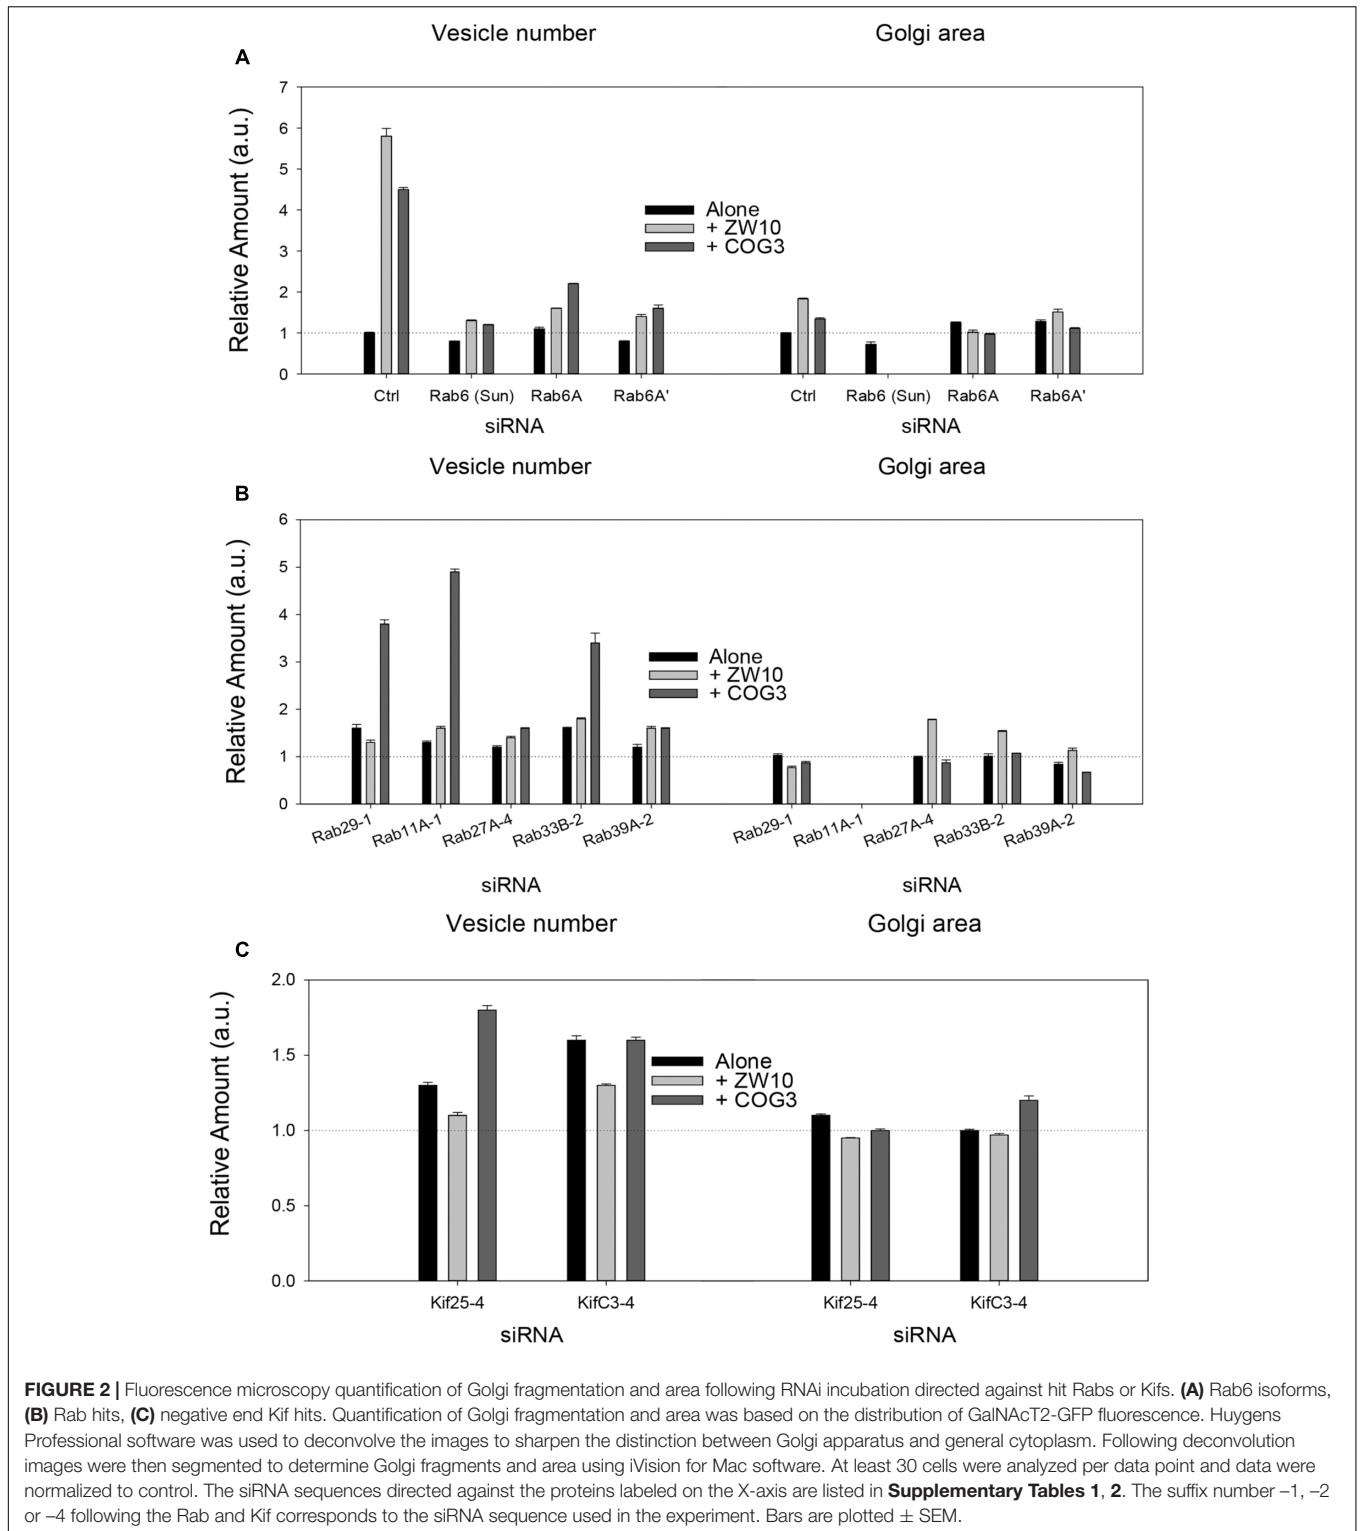 Vesicle number
Golgi area
A
7
6
5
4
3
2
1
0
Relative Amount (a.u.)
Alone
+ ZW10
+ COG3
Ctrl Rab6 (Sun) Rab6A Rab6A' Ctrl Rab6 (Sun) Rab6A Rab6A'
siRNA siRNA
Vesicle number
Golgi area
B
6
5
4
3
2
1
0
Relative Amount (a.u.)
Alone
+ ZW10
+ COG3
Rab29-1 Rab11A-1 Rab27A-4 Rab33B-2 Rab39A-2 Rab29-1 Rab11A-1 Rab27A-4 Rab33B-2 Rab39A-2
siRNA siRNA
Vesicle number
Golgi area
C
2.0
1.5
1.0
0.5
0.0
Relative Amount (a.u.)
Alone
+ ZW10
+ COG3
Kif25-4 KifC3-4 Kif25-4 KifC3-4
siRNA siRNA
FIGURE 2 | Fluorescence microscopy quantification of Golgi fragmentation and area following RNAi incubation directed against hit Rabs or Kifs. (A) Rab6 isoforms,
(B) Rab hits, (C) negative end Kif hits. Quantification of Golgi fragmentation and area was based on the distribution of GalNAcT2-GFP fluorescence. Huygens
Professional software was used to deconvolve the images to sharpen the distinction between Golgi apparatus and general cytoplasm. Following deconvolution
images were then segmented to determine Golgi fragments and area using iVision for Mac software. At least 30 cells were analyzed per data point and data were
normalized to control. The siRNA sequences directed against the proteins labeled on the X-axis are listed in Supplementary Tables 1, 2. The suffix number –1, –2
or –4 following the Rab and Kif corresponds to the siRNA sequence used in the experiment. Bars are plotted ± SEM.